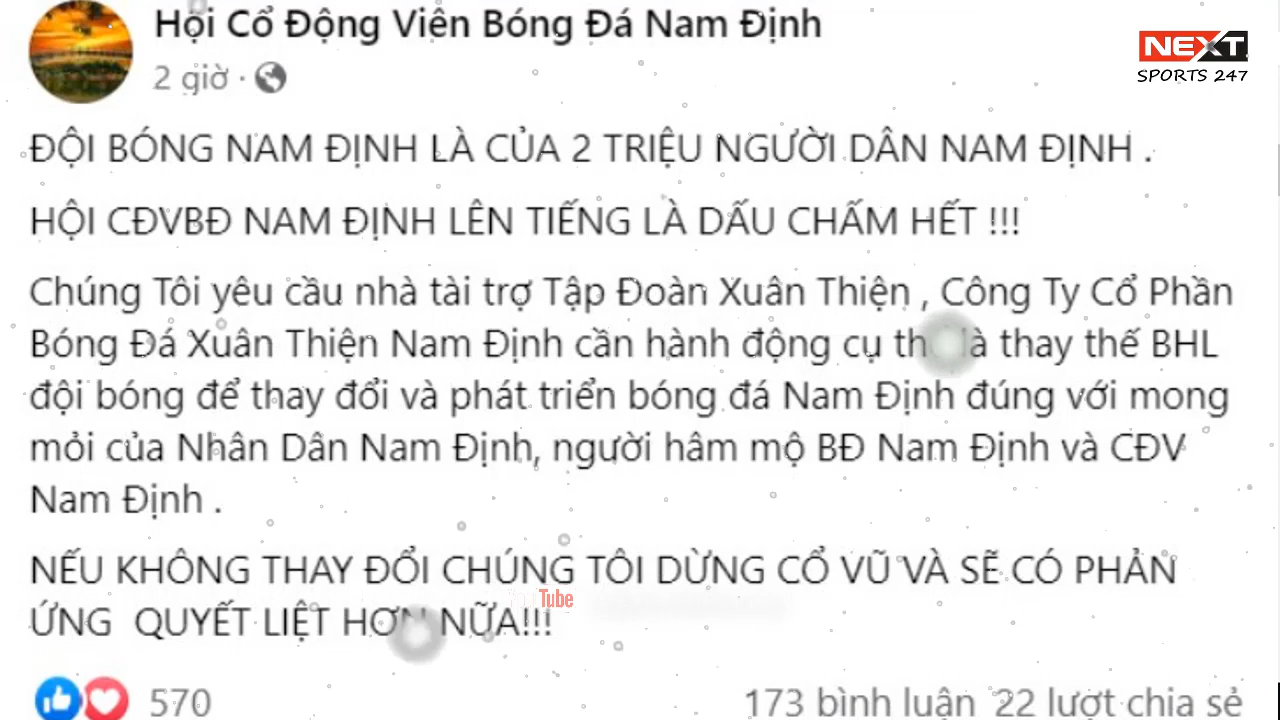 Hội Cổ Động Viên Bóng Đá Nam Định
NEXT
SPORTS 247
2 giờ ·
ĐỘI BÓNG NAM ĐỊNH LÀ CỦA 2 TRIỆU NGƯỜI DÂN NAM ĐỊNH .
HỘI CĐVBĐ NAM ĐỊNH LÊN TIẾNG LÀ DẤU CHẤM HẾT !!!
Chúng Tôi yêu cầu nhà tài trợ Tập Đoàn Xuân Thiện , Công Ty Cổ Phần
Bóng Đá Xuân Thiện Nam Định cần hành động cụ là thay thế BHL
đội bóng để thay đổi và phát triển bóng đá Nam Định đúng với mong
mỏi của Nhân Dân Nam Định, người hâm mộ BĐ Nam Định và CĐV
Nam Định .
NẾU KHÔNG THAY ĐỔI CHÚNG TÔI DỪNG CỔ VŨ VÀ SẼ CÓ PHẢN
ỨNG QUYẾT LIỆT HƠN NỮA!!!
Tube
570
173 bình luận 22 lượt chia sẻ